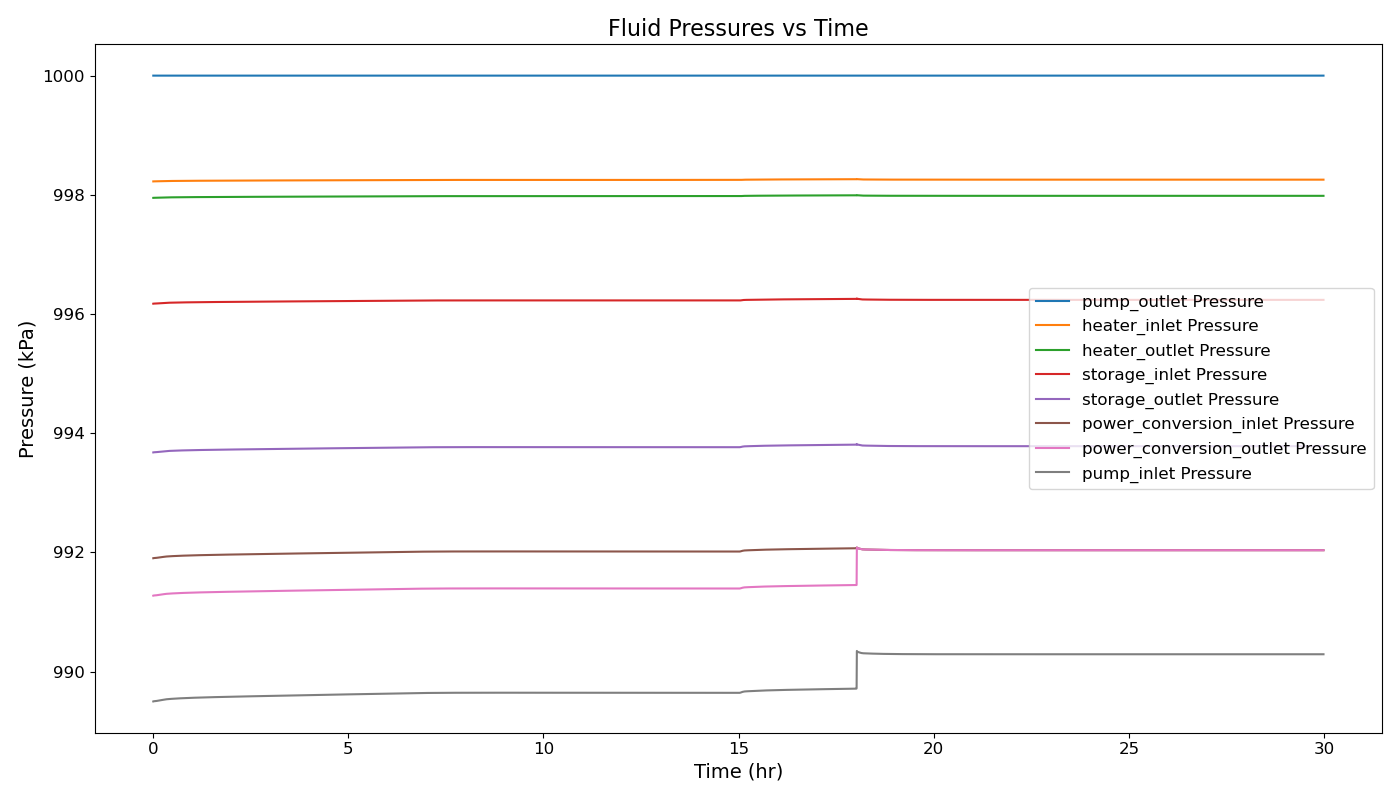 Fluid Pressures vs Time
Pressure (kPa)
1000
998
996
994
992
990
pump_outlet Pressure
heater_inlet Pressure
heater_outlet Pressure
storage_inlet Pressure
storage_outlet Pressure
power_conversion_inlet Pressure
power_conversion_outlet Pressure
pump_inlet Pressure
0 5 10 15 20 25 30
Time (hr)